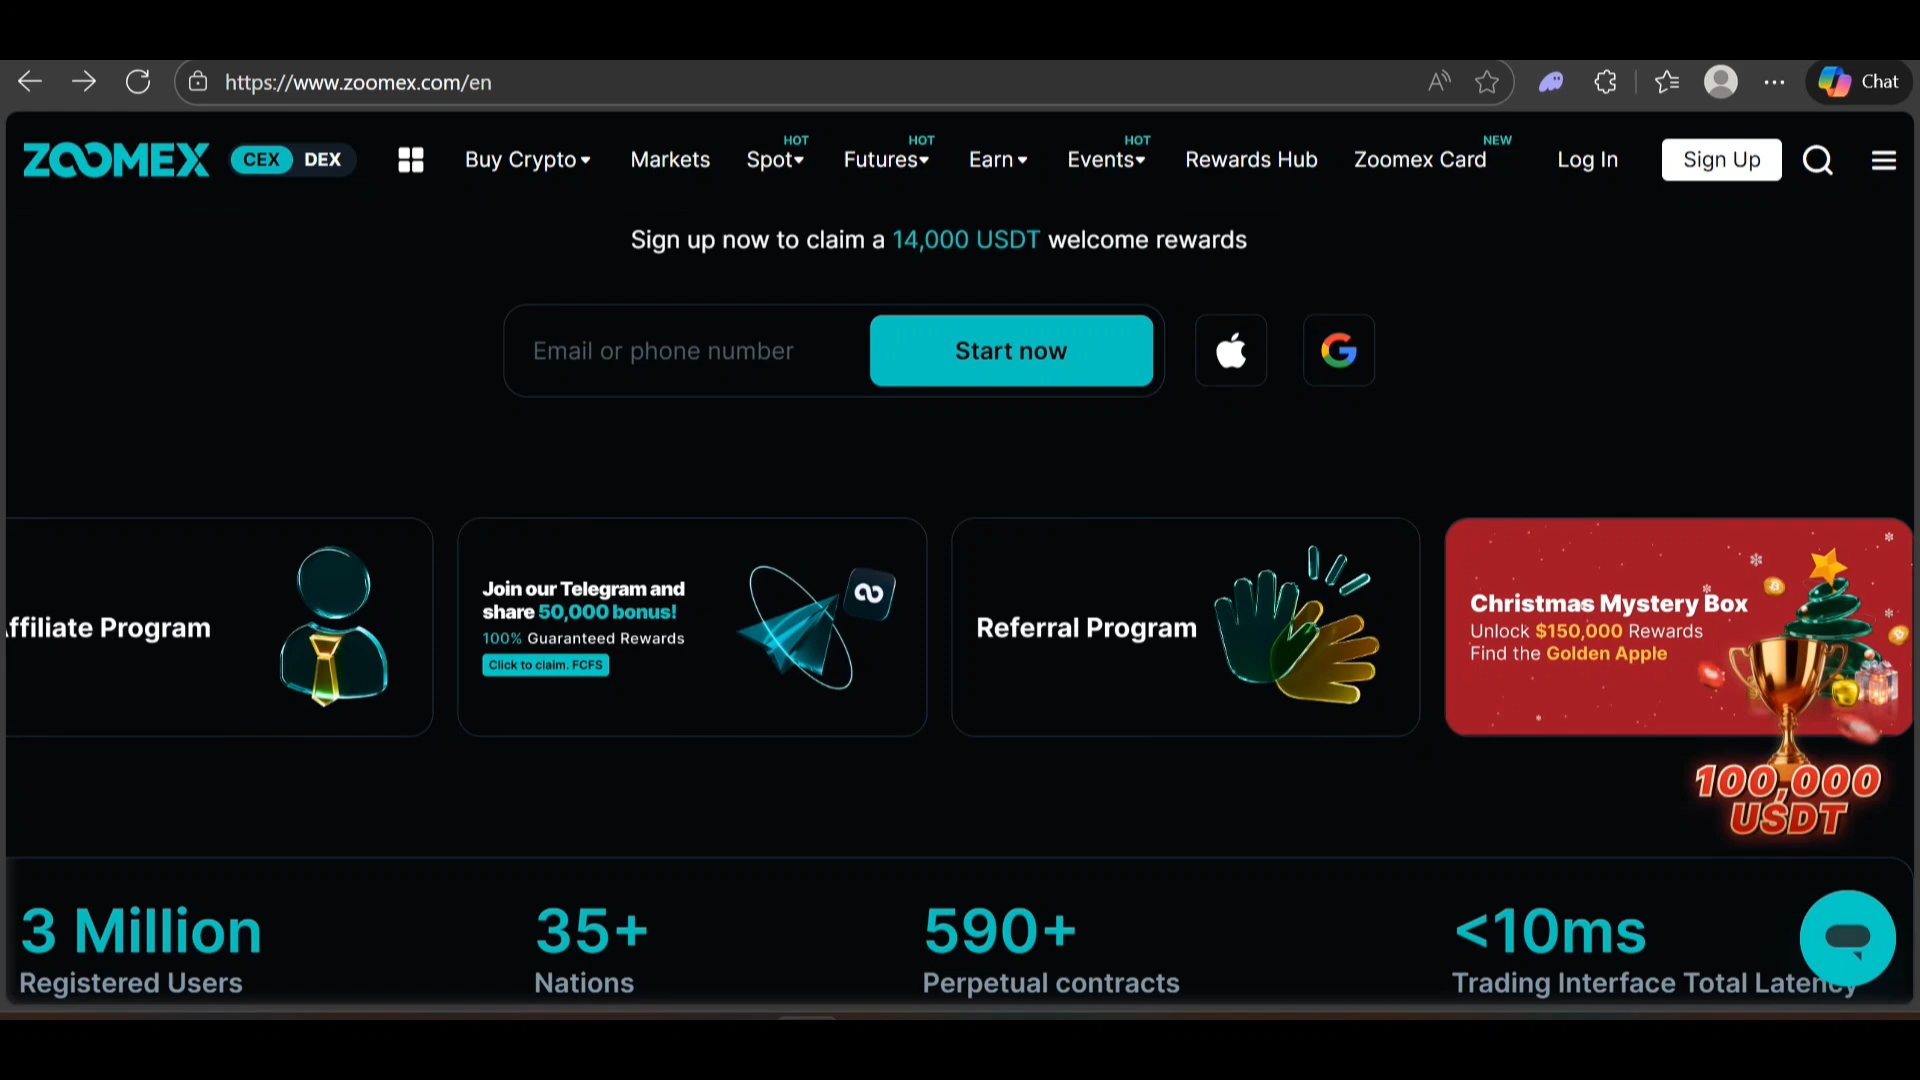 https://www.zoomex.com/en
Chat
ZOOMEX
CEX DEX
Buy Crypto
Markets
HOT
Spot
HOT
Futures
Earn
HOT
Events
Rewards Hub
NEW
Zoomex Card
Log In
Sign Up
Sign up now to claim a 14,000 USDT welcome rewards
Email or phone number
Start now
ffiliate Program
Join our Telegram and
share 50,000 bonus!
100% Guaranteed Rewards
Click to claim. FCFS
Referral Program
Christmas Mystery Box
Unlock $150,000 Rewards
Find the Golden Apple
100,000
USDT
3 Million
Registered Users
35+
Nations
590+
Perpetual contracts
<10ms
Trading Interface Total Latency